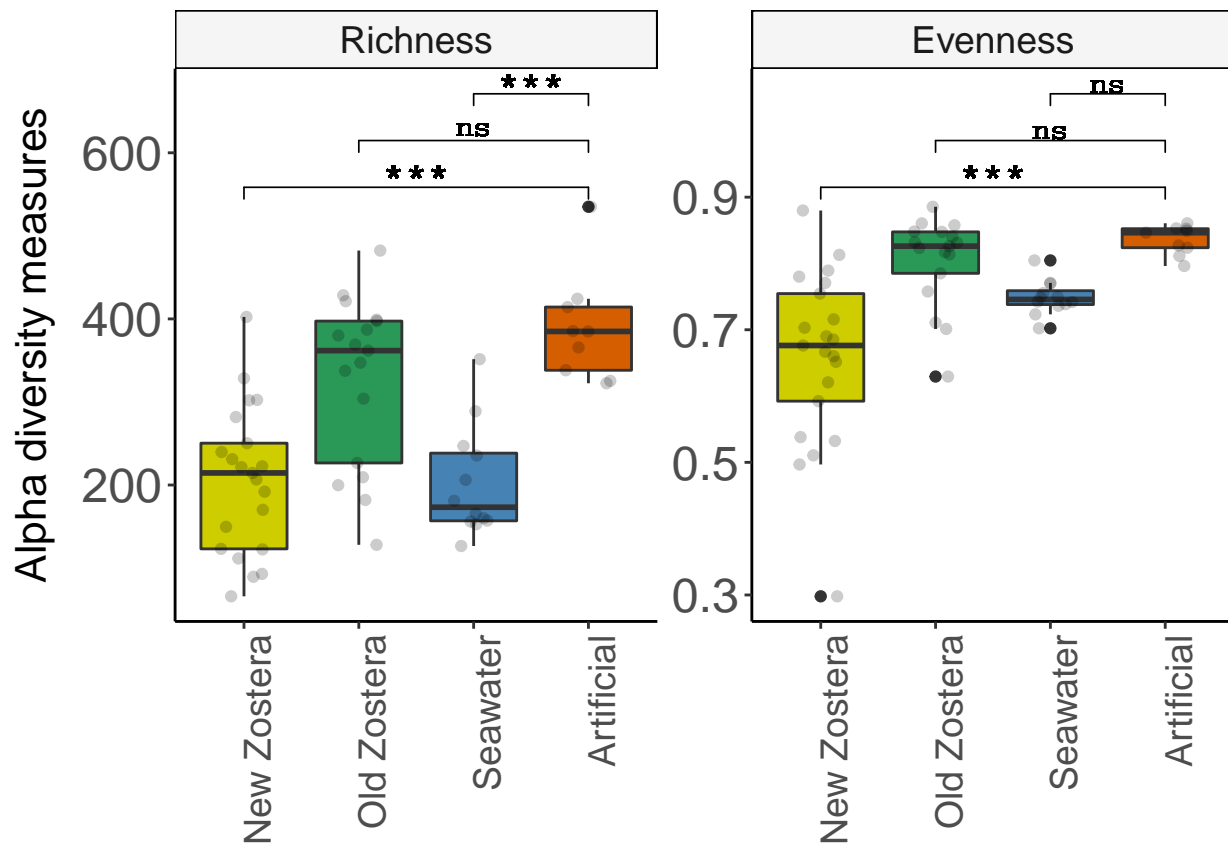 Richness
Evenness
Alpha diversity measures
600
400
200
***
ns
***
0.9
0.7
0.5
0.3
ns
ns
***
New Zostera
Old Zostera
Seawater
Artificial
New Zostera
Old Zostera
Seawater
Artificial